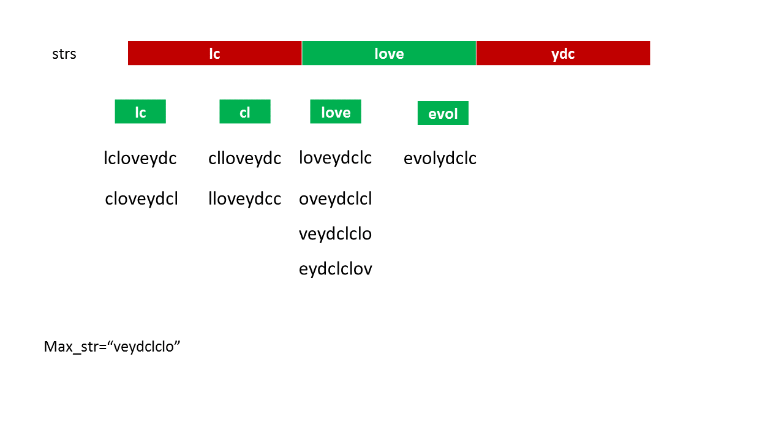 strs lc love ydc
lc cl love evol
lcloveydc clloveydc loveydclc evolydclc
cloveydcl lloveydcc oveydclcl
veydclclo
eydclclov
Max_str=“veydclclo”